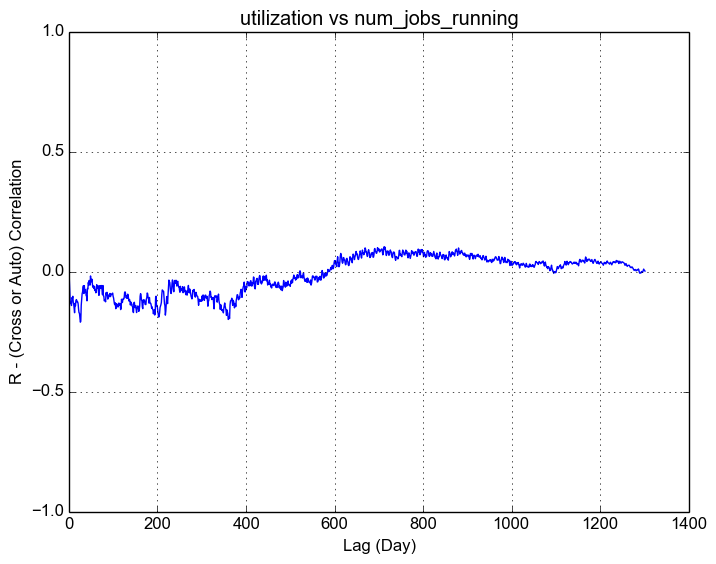 utilization vs num_jobs_running
1.0
0.5
0.0
−0.5
−1.0
R - (Cross or Auto) Correlation
0 200 400 600 800 1000 1200 1400
Lag (Day)